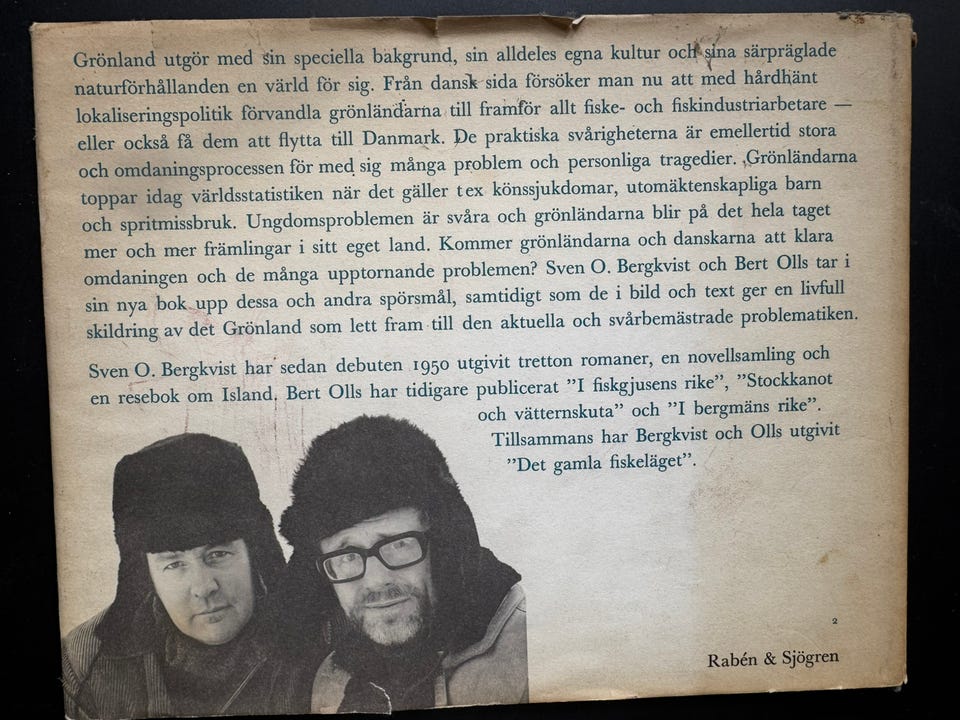 Grönland utgör med sin speciella bakgrund, sin alldeles egna kultur och sina särpräglade
naturförhållanden en värld för sig. Från dansk sida försöker man nu att med hårdhänt
lokaliseringspolitik förvandla grönländarna till framför allt fiske- och fiskindustriarbetare —
eller också få dem att flytta till Danmark. De praktiska svårigheterna är emellertid stora
och omdaningsprocessen för med sig många problem och personliga tragedier. Grönländarna
toppar idag världsstatistiken när det gäller t ex könssjukdomar, utomäktenskapliga barn
och spritmissbruk. Ungdomsproblemen är svåra och grönländarna blir på det hela taget
mer och mer främlingar i sitt eget land. Kommer grönländarna och danskarna att klara
omdaningen och de många upptornande problemen? Sven O. Bergkvist och Bert Olls tar i
sin nya bok upp dessa och andra spörsmål, samtidigt som de i bild och text ger en livfull
skildring av det Grönland som lett fram till den aktuella och svårbemästrade problematiken.
Sven O. Bergkvist har sedan debuten 1950 utgivit tretton romaner, en novellsamling och
en resebok om Island. Bert Olls har tidigare publicerat ”I fiskgjusens rike”, ”Stockkanot
och vätternskuta” och ”I bergmäns rike”.
Tillsammans har Bergkvist och Olls utgivit
”Det gamla fiskeläget”.
2
Rabén & Sjögren